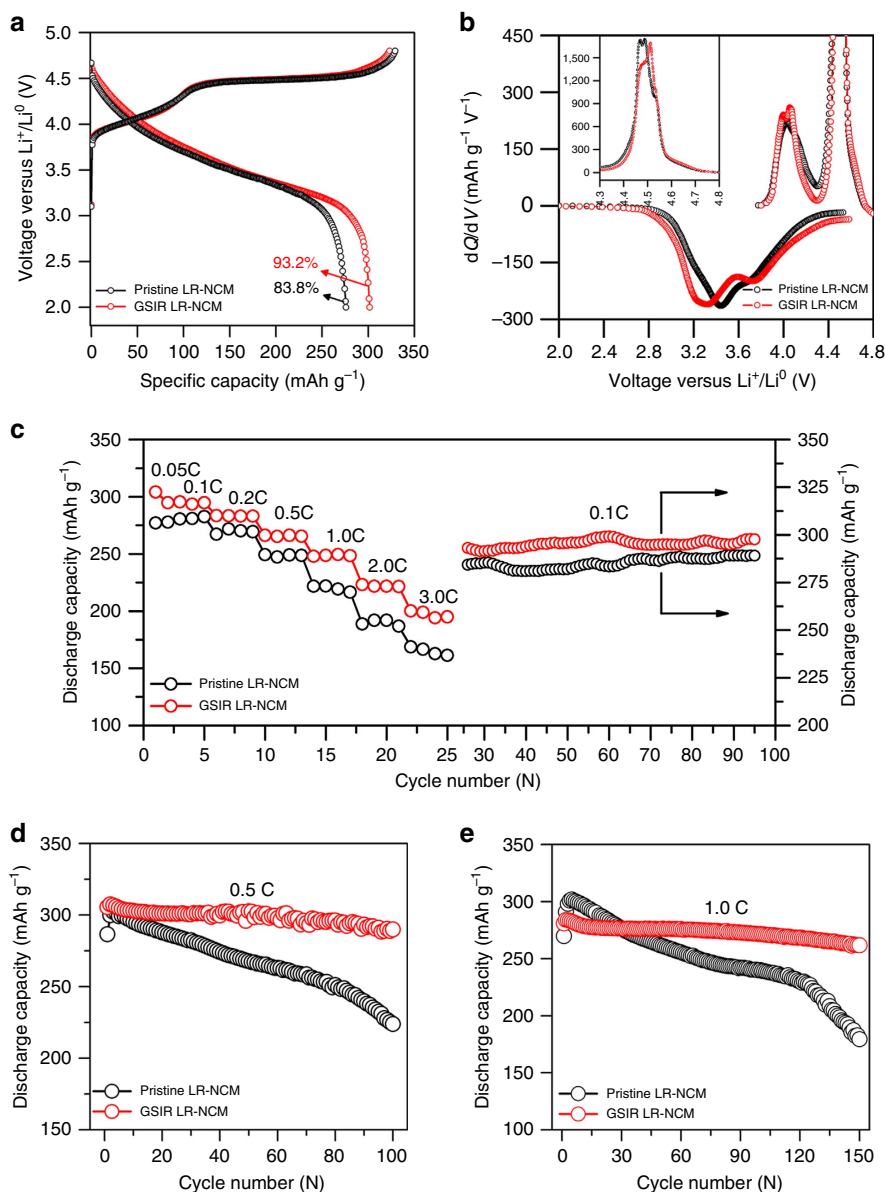 a
5.0
4.5
4.0
3.5
3.0
2.5
2.0
Voltage versus Li⁺/Li⁰ (V)
93.2%
83.8%
Pristine LR-NCM
GSIR LR-NCM
0 50 100 150 200 250 300 350
Specific capacity (mAh g⁻¹)
b
450
300
150
0
−150
−300
dQ/dV (mAh g⁻¹ V⁻¹)
1,500
1,200
900
600
300
0
4.3 4.4 4.5 4.6 4.7 4.8
Pristine LR-NCM
GSIR LR-NCM
2.0 2.4 2.8 3.2 3.6 4.0 4.4 4.8
Voltage versus Li⁺/Li⁰ (V)
c
350
300
250
200
150
100
Discharge capacity (mAh g⁻¹)
0.05C
0.1C
0.2C
0.5C
1.0C
2.0C
3.0C
0.1C
Pristine LR-NCM
GSIR LR-NCM
350
300
285
250
235
200
Discharge capacity (mAh g⁻¹)
0 5 10 15 20 25 30 40 50 60 70 80 90 100
Cycle number (N)
d
350
300
250
200
150
Discharge capacity (mAh g⁻¹)
0.5 C
Pristine LR-NCM
GSIR LR-NCM
0 20 40 60 80 100
Cycle number (N)
e
350
300
250
200
150
100
Discharge capacity (mAh g⁻¹)
1.0 C
Pristine LR-NCM
GSIR LR-NCM
0 30 60 90 120 150
Cycle number (N)